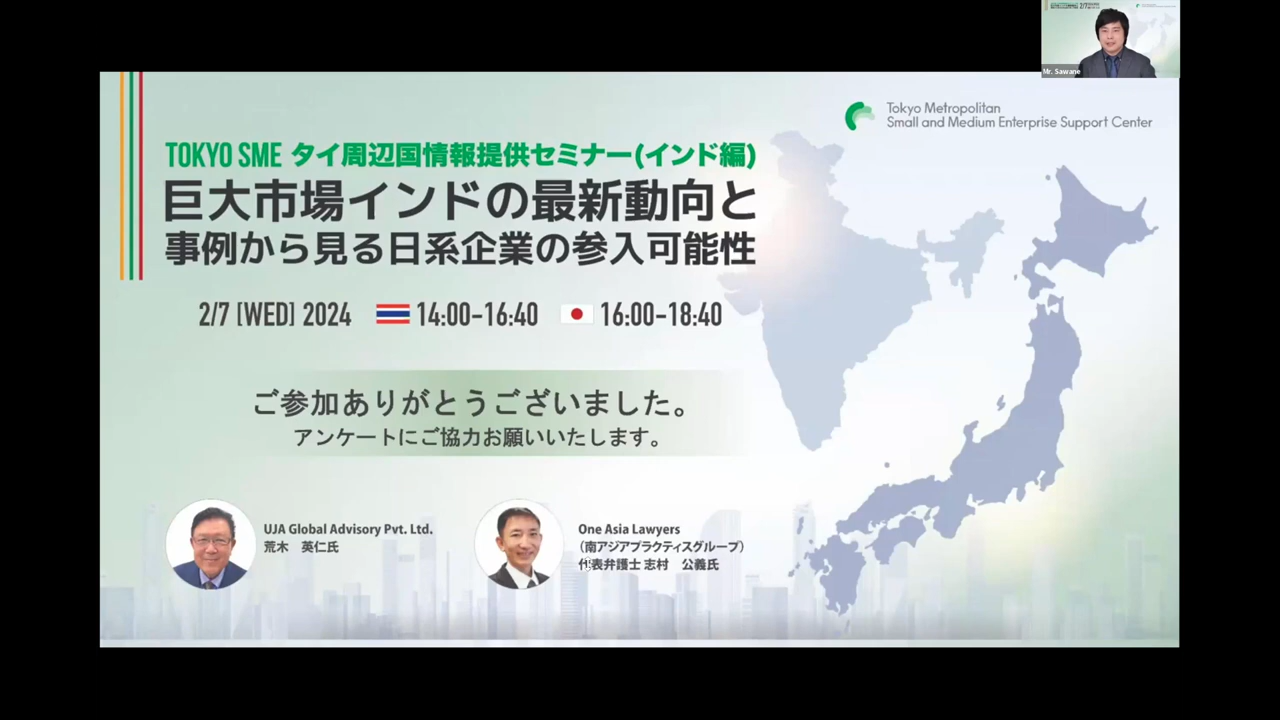 Mr. Sawane
Tokyo Metropolitan
Small and Medium Enterprise Support Center
TOKYO SME タイ周辺国情報提供セミナー(インド編)
巨大市場インドの最新動向と
事例から見る日系企業の参入可能性
2/7 [WED] 2024 14:00-16:40 16:00-18:40
ご参加ありがとうございました。
アンケートにご協力お願いいたします。
UJA Global Advisory Pvt. Ltd.
荒木 英仁氏
One Asia Lawyers
(南アジアプラクティスグループ)
代表弁護士 志村 公義氏